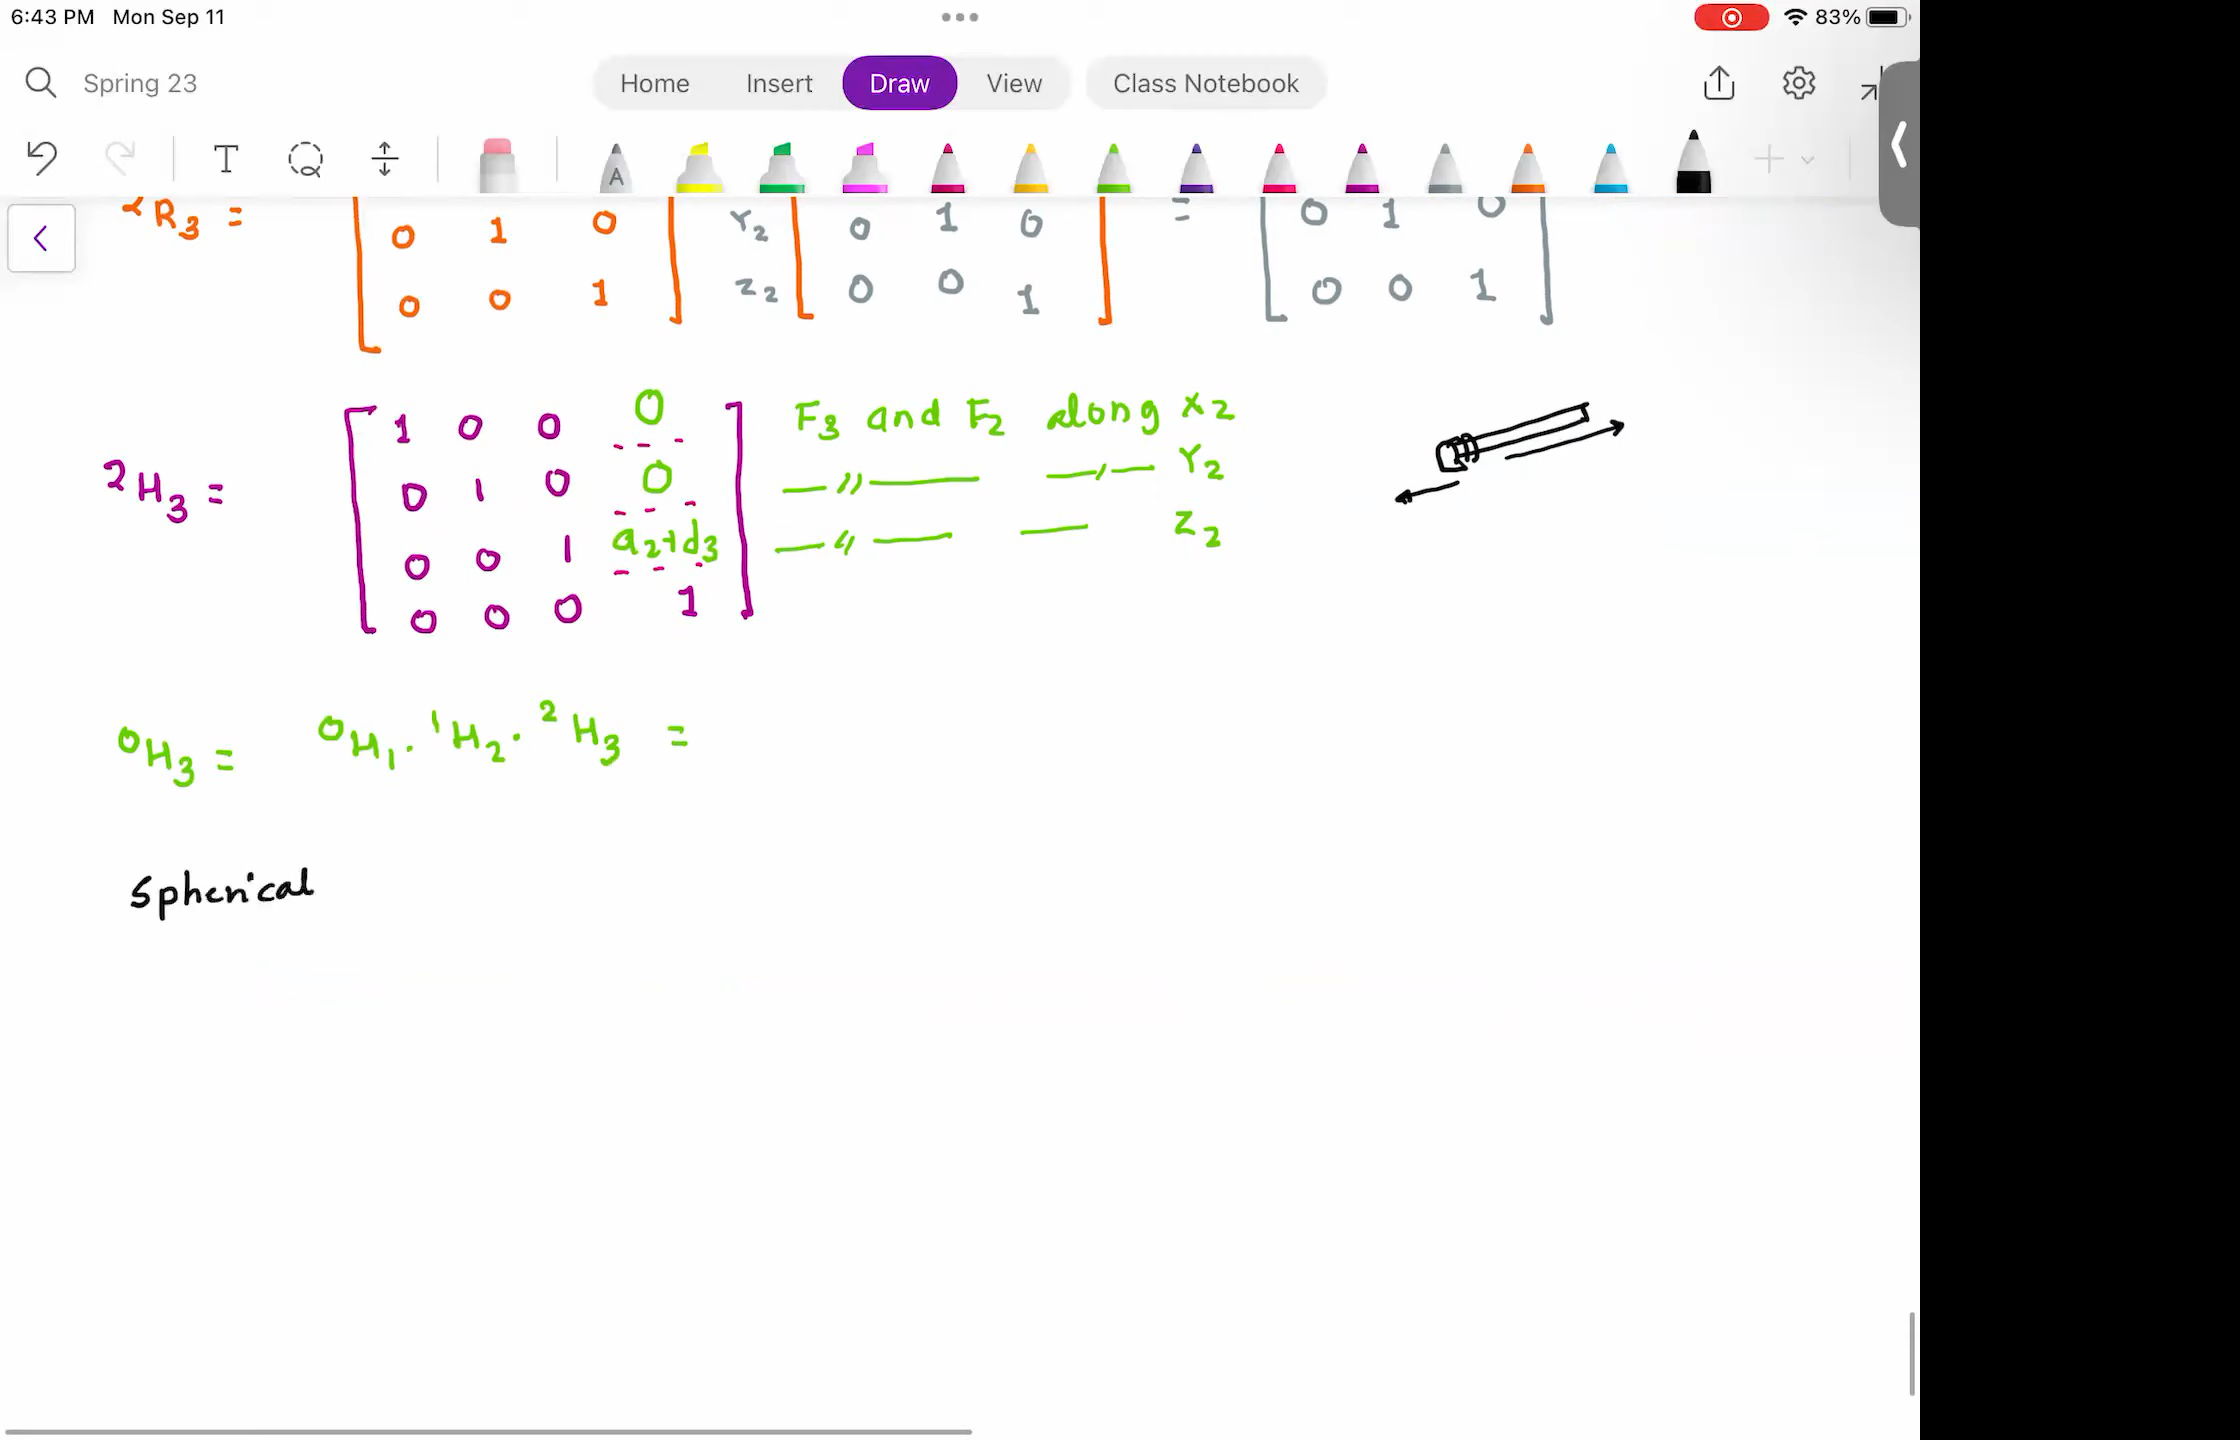 6:43 PM Mon Sep 11
83%
Spring 23
Home Insert Draw View Class Notebook
T A
2R3 = 0 1 0 Y2 0 1 0 = 0 1 0
0 0 1 Z2 0 0 1 0 0 1
1 0 0 0 F3 and F2 along X2
2H3 = 0 1 0 0 — 〃 — — 〃 — Y2
0 0 1 a2+d3 — 〃 — — Z2
0 0 0 1
0H3 = 0H1 . 1H2 . 2H3 =
Spherical